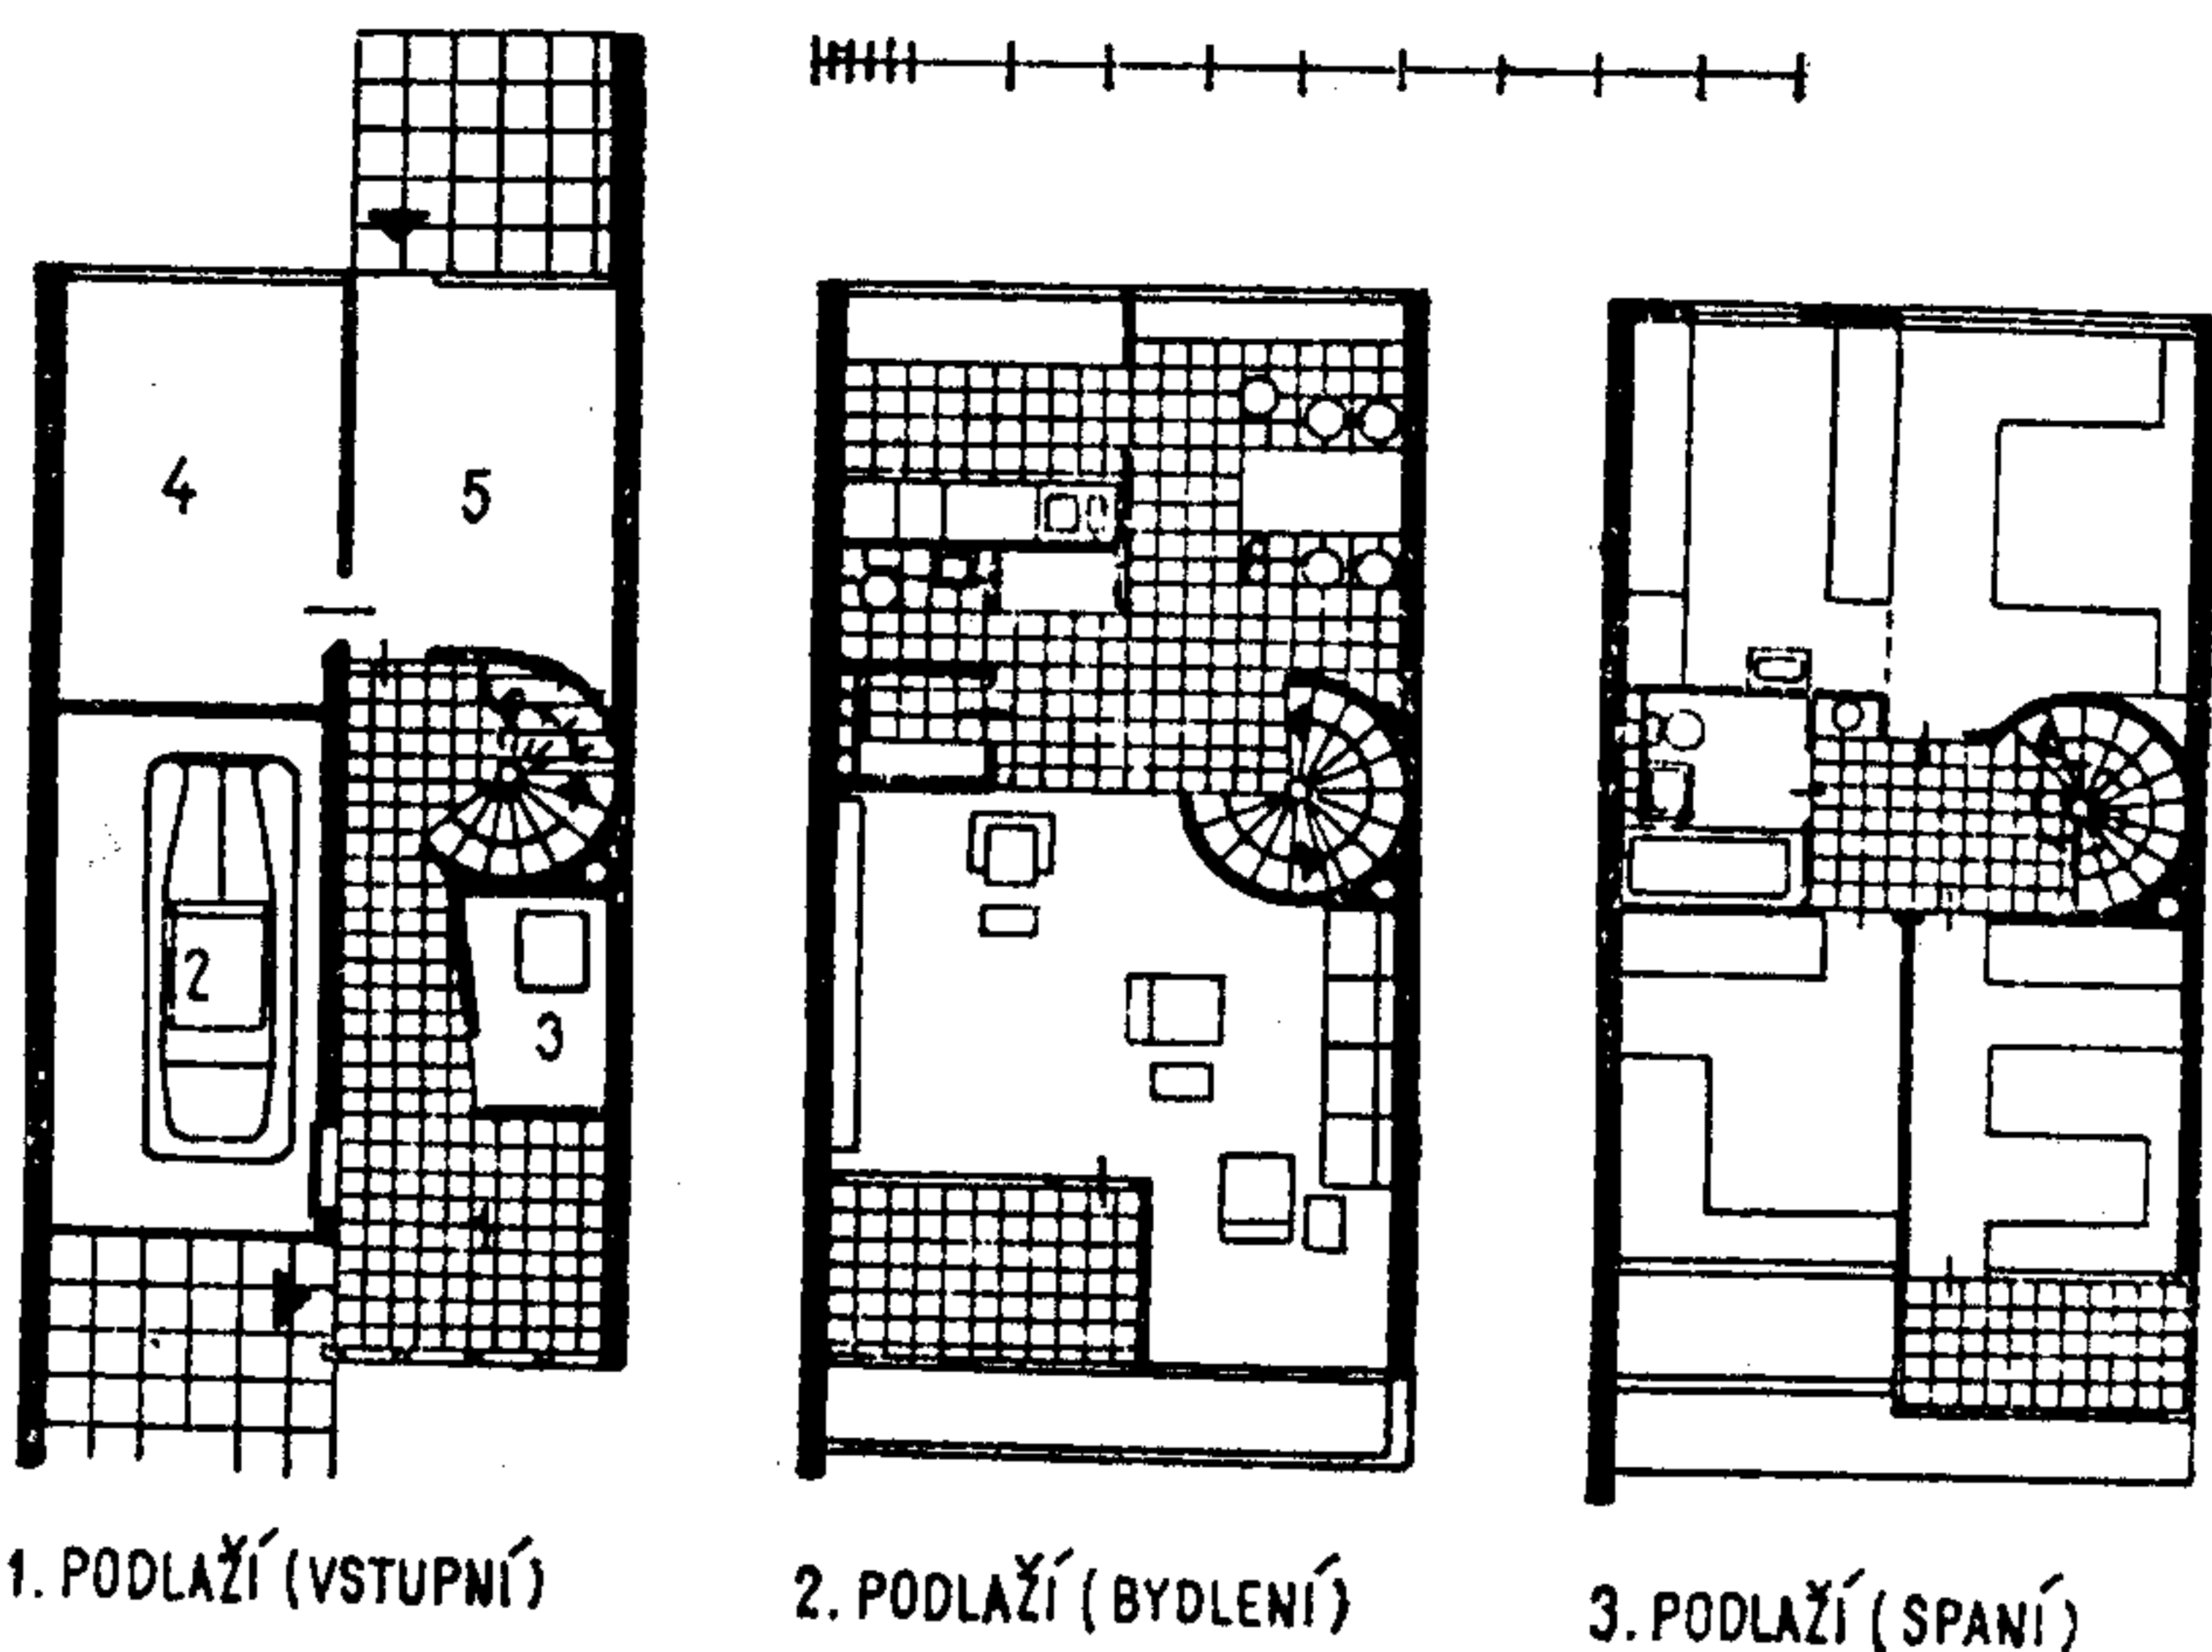 4
5
2
3
1. PODLAŽÍ (VSTUPNÍ)
2. PODLAŽÍ (BYDLENÍ)
3. PODLAŽÍ (SPANÍ)